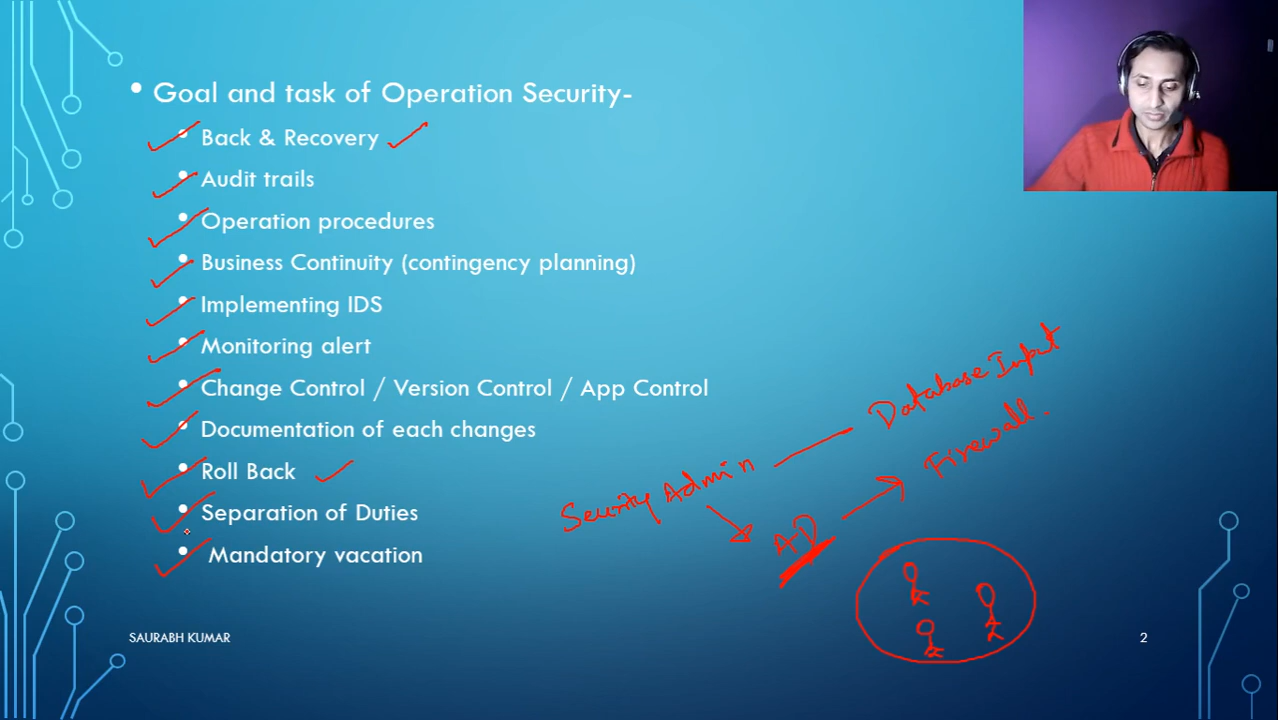 Goal and task of Operation Security-
Back & Recovery
Audit trails
Operation procedures
Business Continuity (contingency planning)
Implementing IDS
Monitoring alert
Change Control / Version Control / App Control
Documentation of each changes
Roll Back
Separation of Duties
Mandatory vacation
Security Admin
Database Input
AD
Firewall.
SAURABH KUMAR
2